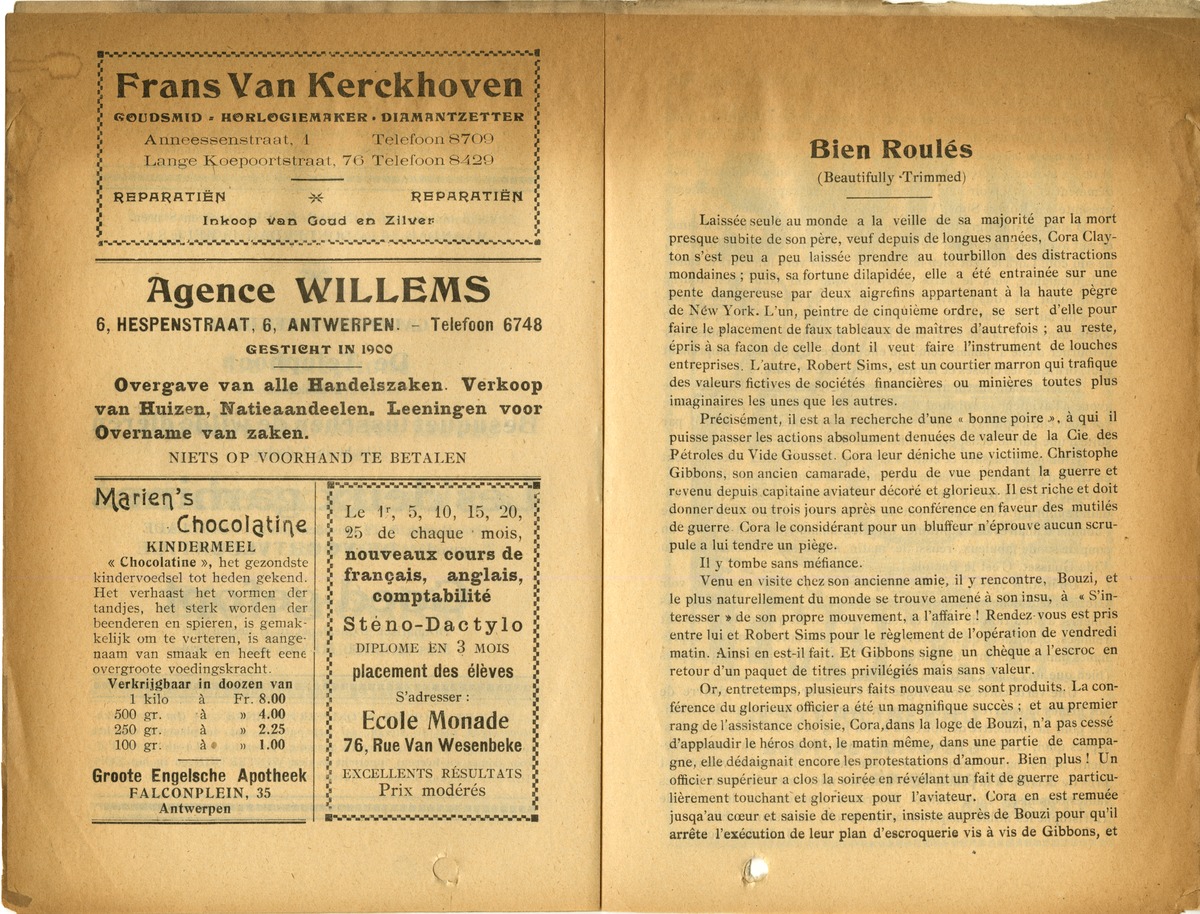 Frans Van Kerckhoven
GOUDSMID - HORLOGIEMAKER - DIAMANTZETTER
Anneessenstraat, 1 Telefoon 8709
Lange Koepoortstraat, 76 Telefoon 8429
REPARATIËN REPARATIËN
Inkoop van Goud en Zilver
Agence WILLEMS
6, HESPENSTRAAT, 6, ANTWERPEN. - Telefoon 6748
GESTICHT IN 1900
Overgave van alle Handelszaken. Verkoop
van Huizen, Natieaandeelen. Leeningen voor
Overname van zaken.
NIETS OP VOORHAND TE BETALEN
Marien's
Chocolatine
KINDERMEEL
« Chocolatine », het gezondste
kindervoedsel tot heden gekend.
Het verhaast het vormen der
tandjes, het sterk worden der
beenderen en spieren, is gemak-
kelijk om te verteren, is aange-
naam van smaak en heeft eene
overgroote voedingskracht.
Verkrijgbaar in doozen van
1 kilo à Fr. 8.00
500 gr. à » 4.00
250 gr. à » 2.25
100 gr. à » 1.00
Groote Engelsche Apotheek
FALCONPLEIN, 35
Antwerpen
Le 1r, 5, 10, 15, 20,
25 de chaque mois,
nouveaux cours de
français, anglais,
comptabilité
Sténo-Dactylo
DIPLOME EN 3 MOIS
placement des élèves
S'adresser :
Ecole Monade
76, Rue Van Wesenbeke
EXCELLENTS RÉSULTATS
Prix modérés
Bien Roulés
(Beautifully Trimmed)
Laissée seule au monde a la veille de sa majorité par la mort
presque subite de son père, veuf depuis de longues années, Cora Clay-
ton s'est peu a peu laissée prendre au tourbillon des distractions
mondaines ; puis, sa fortune dilapidée, elle a été entrainée sur une
pente dangereuse par deux aigrefins appartenant à la haute pègre
de Néw York. L'un, peintre de cinquième ordre, se sert d'elle pour
faire le placement de faux tableaux de maîtres d'autrefois ; au reste,
épris à sa facon de celle dont il veut faire l'instrument de louches
entreprises. L'autre, Robert Sims, est un courtier marron qui trafique
des valeurs fictives de sociétés financières ou minières toutes plus
imaginaires les unes que les autres.
Précisément, il est a la recherche d'une « bonne poire », à qui il
puisse passer les actions absolument denuées de valeur de la Cie des
Pétroles du Vide Gousset. Cora leur déniche une victiime. Christophe
Gibbons, son ancien camarade, perdu de vue pendant la guerre et
revenu depuis capitaine aviateur décoré et glorieux. Il est riche et doit
donner deux ou trois jours après une conférence en faveur des mutilés
de guerre. Cora le considérant pour un bluffeur n'éprouve aucun scru-
pule a lui tendre un piège.
Il y tombe sans méfiance.
Venu en visite chez son ancienne amie, il y rencontre, Bouzi, et
le plus naturellement du monde se trouve amené à son insu, à « S'in-
teresser » de son propre mouvement, a l'affaire ! Rendez-vous est pris
entre lui et Robert Sims pour le règlement de l'opération de vendredi
matin. Ainsi en est-il fait. Et Gibbons signe un chèque a l'escroc en
retour d'un paquet de titres privilégiés mais sans valeur.
Or, entretemps, plusieurs faits nouveau se sont produits. La con-
férence du glorieux officier a été un magnifique succès ; et au premier
rang de l'assistance choisie, Cora, dans la loge de Bouzi, n'a pas cessé
d'applaudir le héros dont, le matin même, dans une partie de campa-
gne, elle dédaignait encore les protestations d'amour. Bien plus ! Un
officier supérieur a clos la soirée en révélant un fait de guerre particu-
lièrement touchant et glorieux pour l'aviateur. Cora en est remuée
jusqa'au cœur et saisie de repentir, insiste auprès de Bouzi pour qu'il
arrête l'exécution de leur plan d'escroquerie vis à vis de Gibbons, et